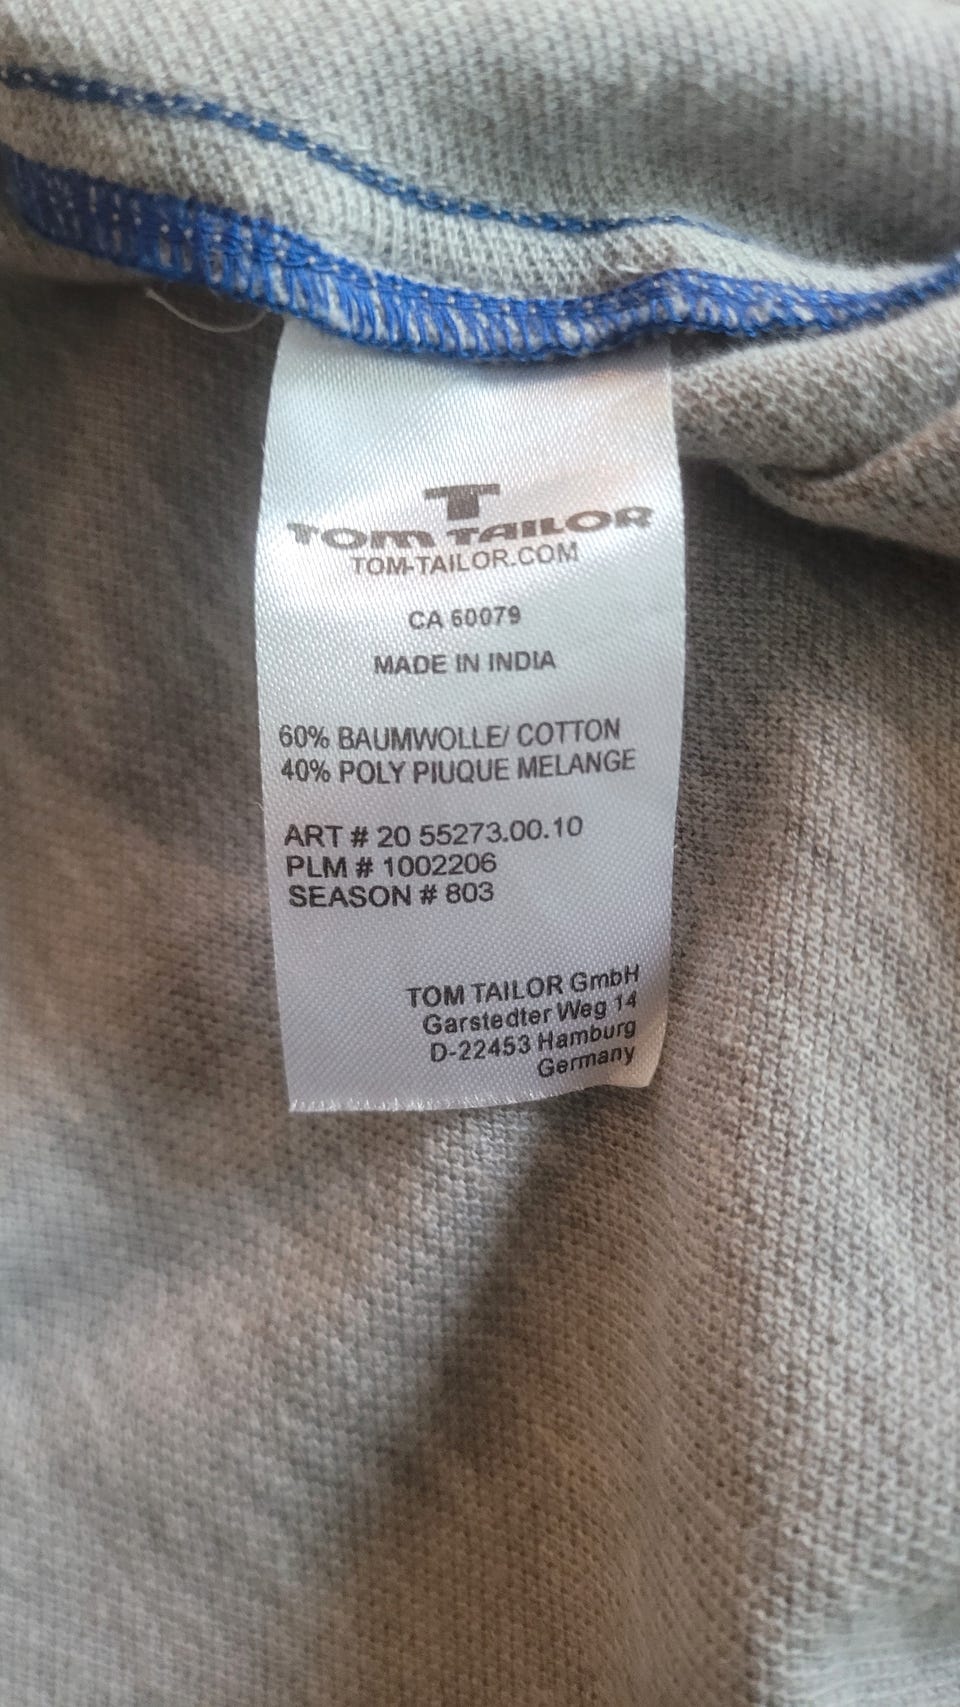 T
TOM TAILOR
TOM-TAILOR.COM
CA 60079
MADE IN INDIA
60% BAUMWOLLE/ COTTON
40% POLY PIUQUE MELANGE
ART # 20 55273.00.10
PLM # 1002206
SEASON # 803
TOM TAILOR GmbH
Garstedter Weg 14
D-22453 Hamburg
Germany